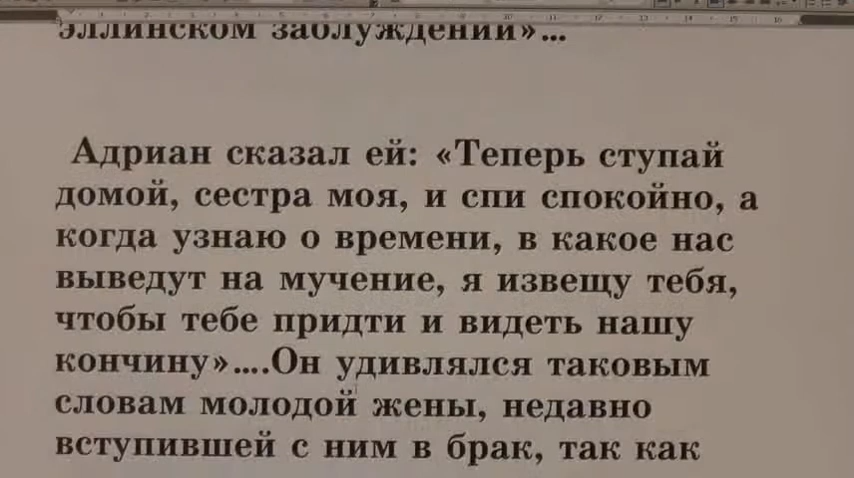 эллинском заблуждении»...
Адриан сказал ей: «Теперь ступай
домой, сестра моя, и спи спокойно, а
когда узнаю о времени, в какое нас
выведут на мучение, я извещу тебя,
чтобы тебе придти и видеть нашу
кончину»....Он удивлялся таковым
словам молодой жены, недавно
вступившей с ним в брак, так как